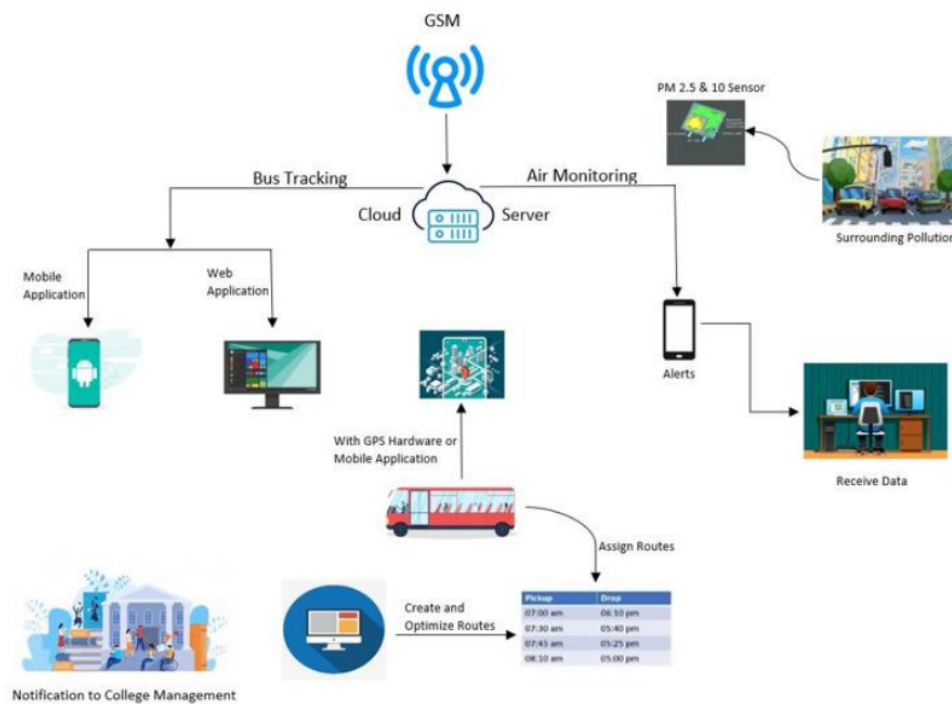 GSM
PM 2.5 & 10 Sensor
Bus Tracking
Air Monitoring
Cloud
Server
Surrounding Pollution
Mobile
Application
Web
Application
Alerts
With GPS Hardware or
Mobile Application
Receive Data
Assign Routes
Pickup Drop
07:00 am 06:10 pm
07:30 am 05:40 pm
07:45 am 05:25 pm
08:10 am 05:00 pm
Create and
Optimize Routes
Notification to College Management